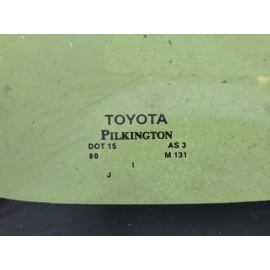 TOYOTA
PILKINGTON
DOT 15 AS 3
80 M 131
I
J